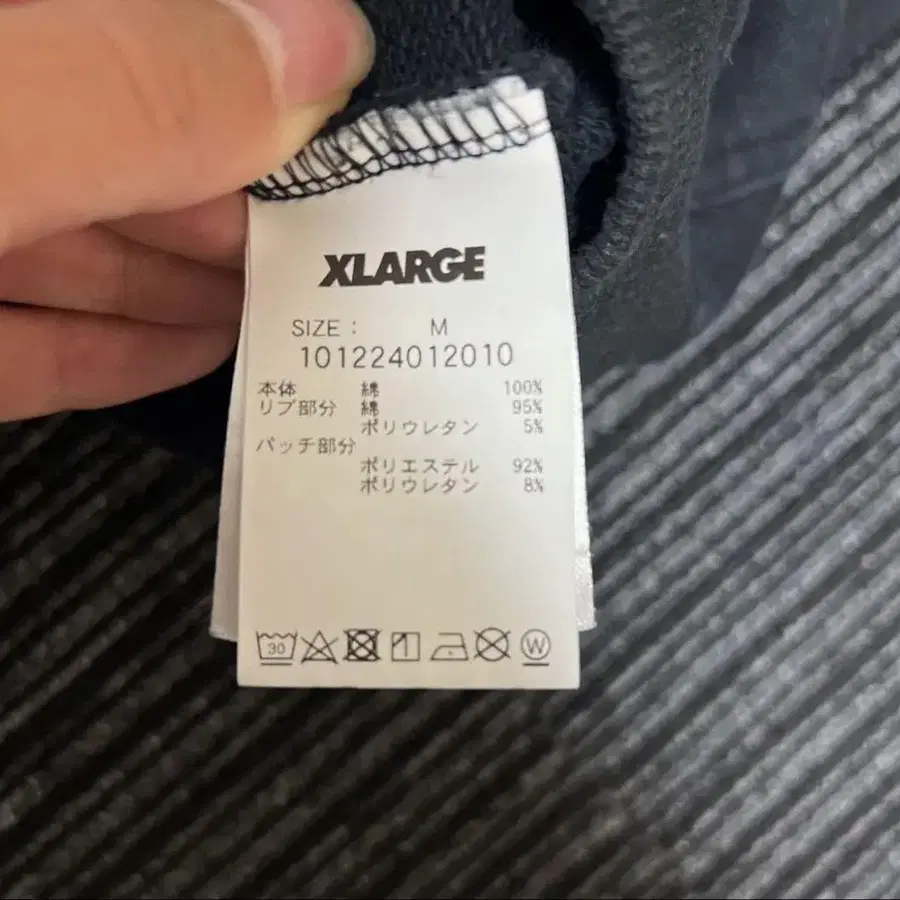 XLARGE
SIZE : M
101224012010
本体 綿 100%
リブ部分 綿 95%
ポリウレタン 5%
パッチ部分
ポリエステル 92%
ポリウレタン 8%
30 W